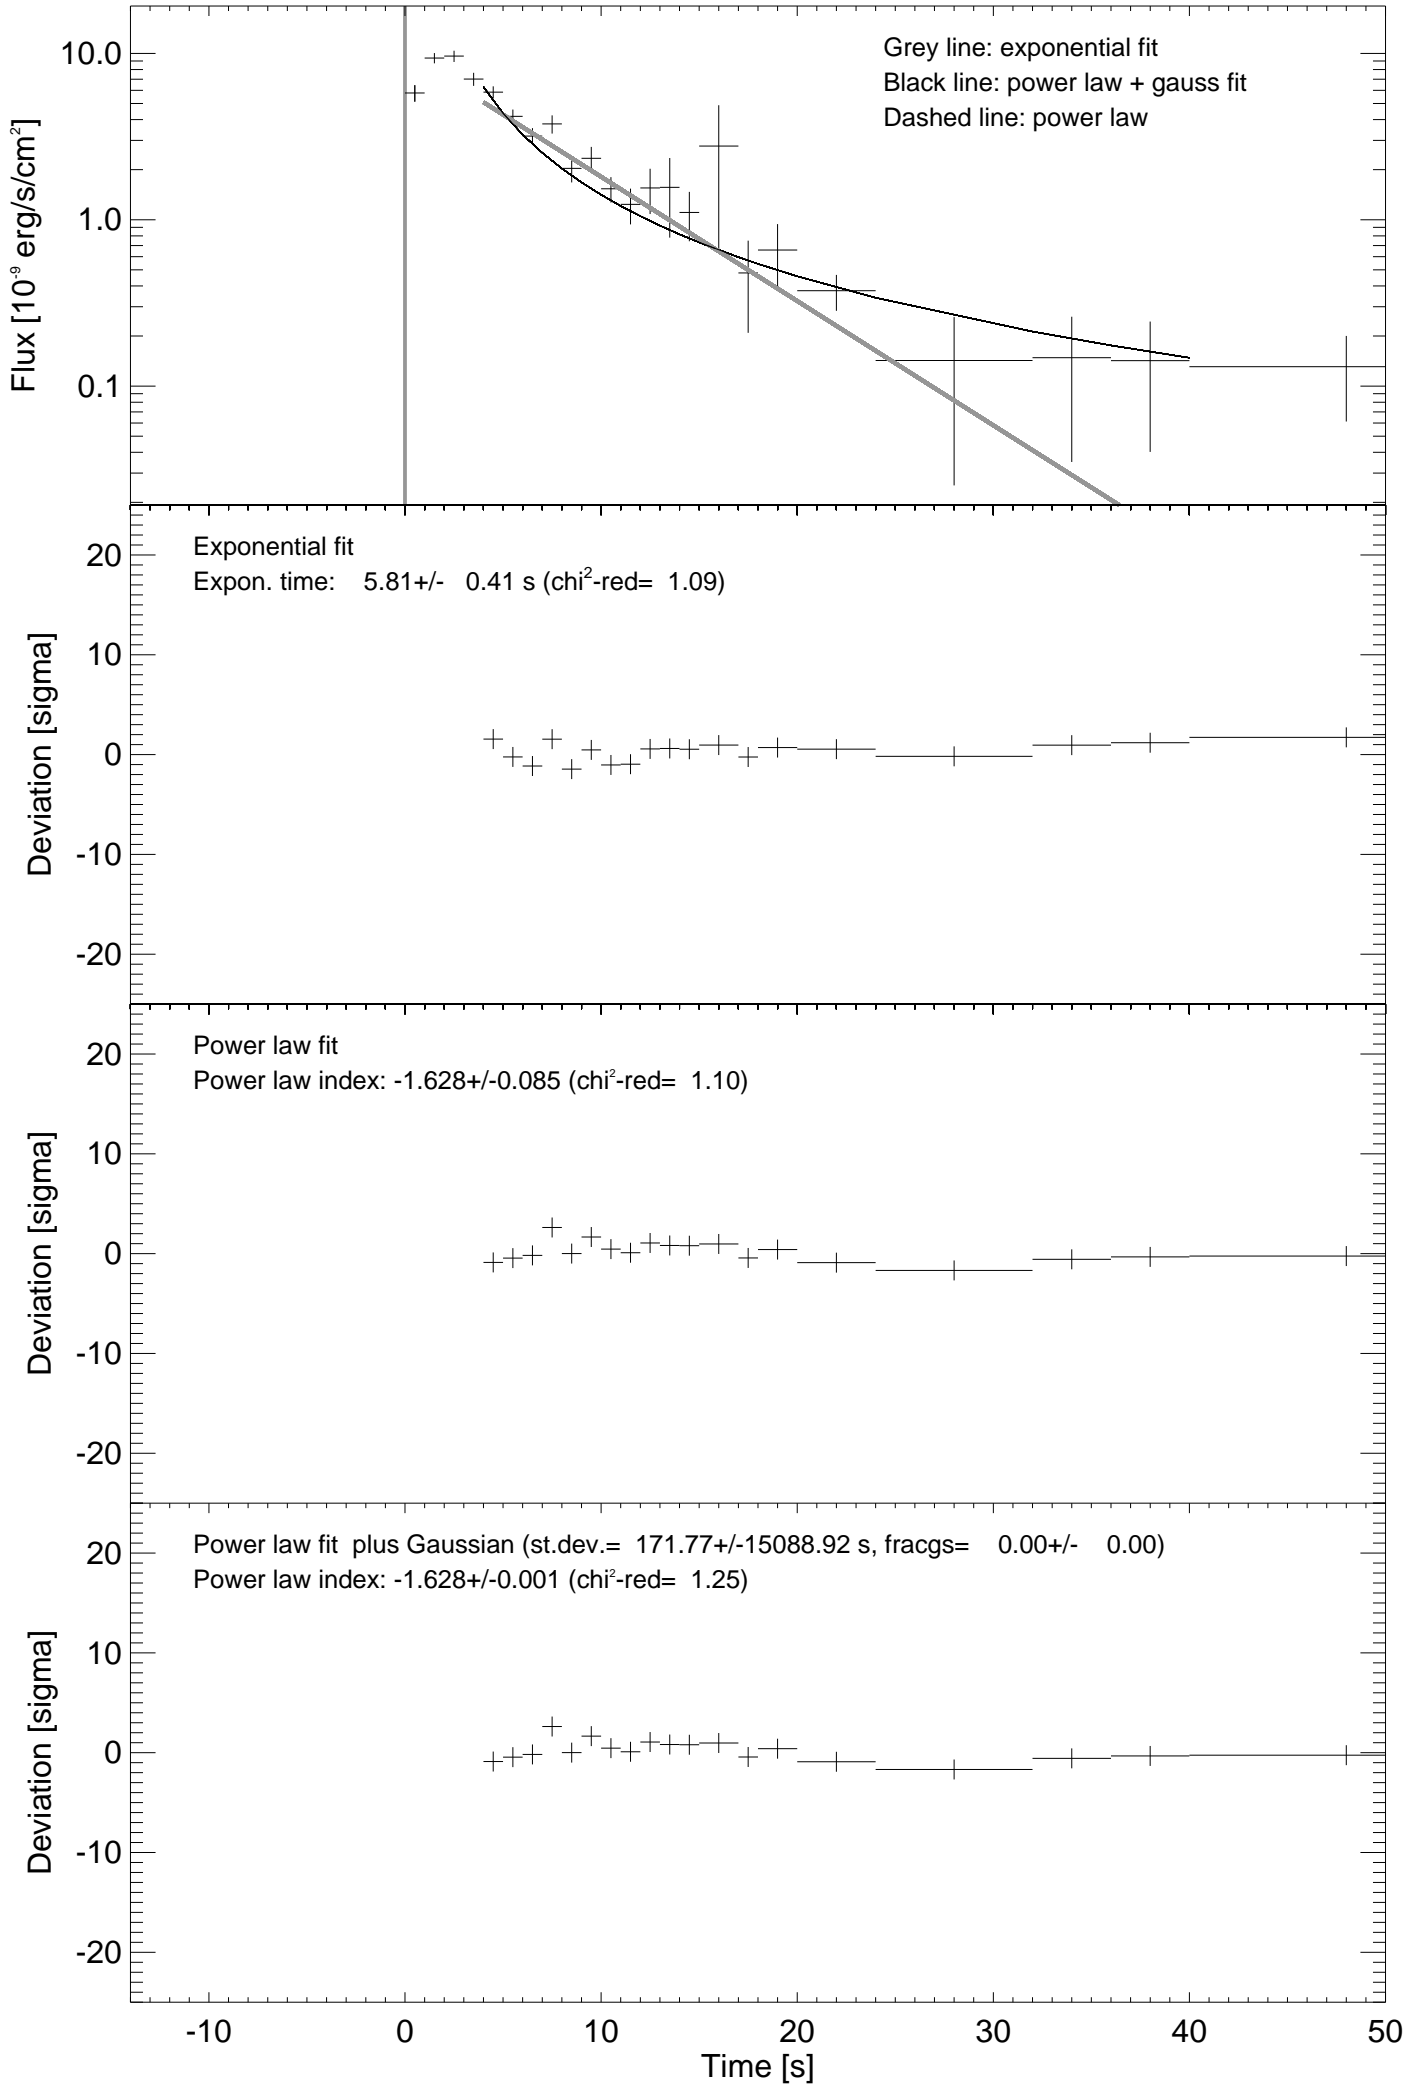 Grey line: exponential fit
Black line: power law + gauss fit
Dashed line: power law
10.0
1.0
0.1
Flux [10⁻⁹ erg/s/cm²]
Exponential fit
Expon. time: 5.81+/- 0.41 s (chi²-red= 1.09)
20
10
0
-10
-20
Deviation [sigma]
Power law fit
Power law index: -1.628+/-0.085 (chi²-red= 1.10)
20
10
0
-10
-20
Deviation [sigma]
Power law fit plus Gaussian (st.dev.= 171.77+/-15088.92 s, fracgs= 0.00+/- 0.00)
Power law index: -1.628+/-0.001 (chi²-red= 1.25)
20
10
0
-10
-20
Deviation [sigma]
-10 0 10 20 30 40 50
Time [s]